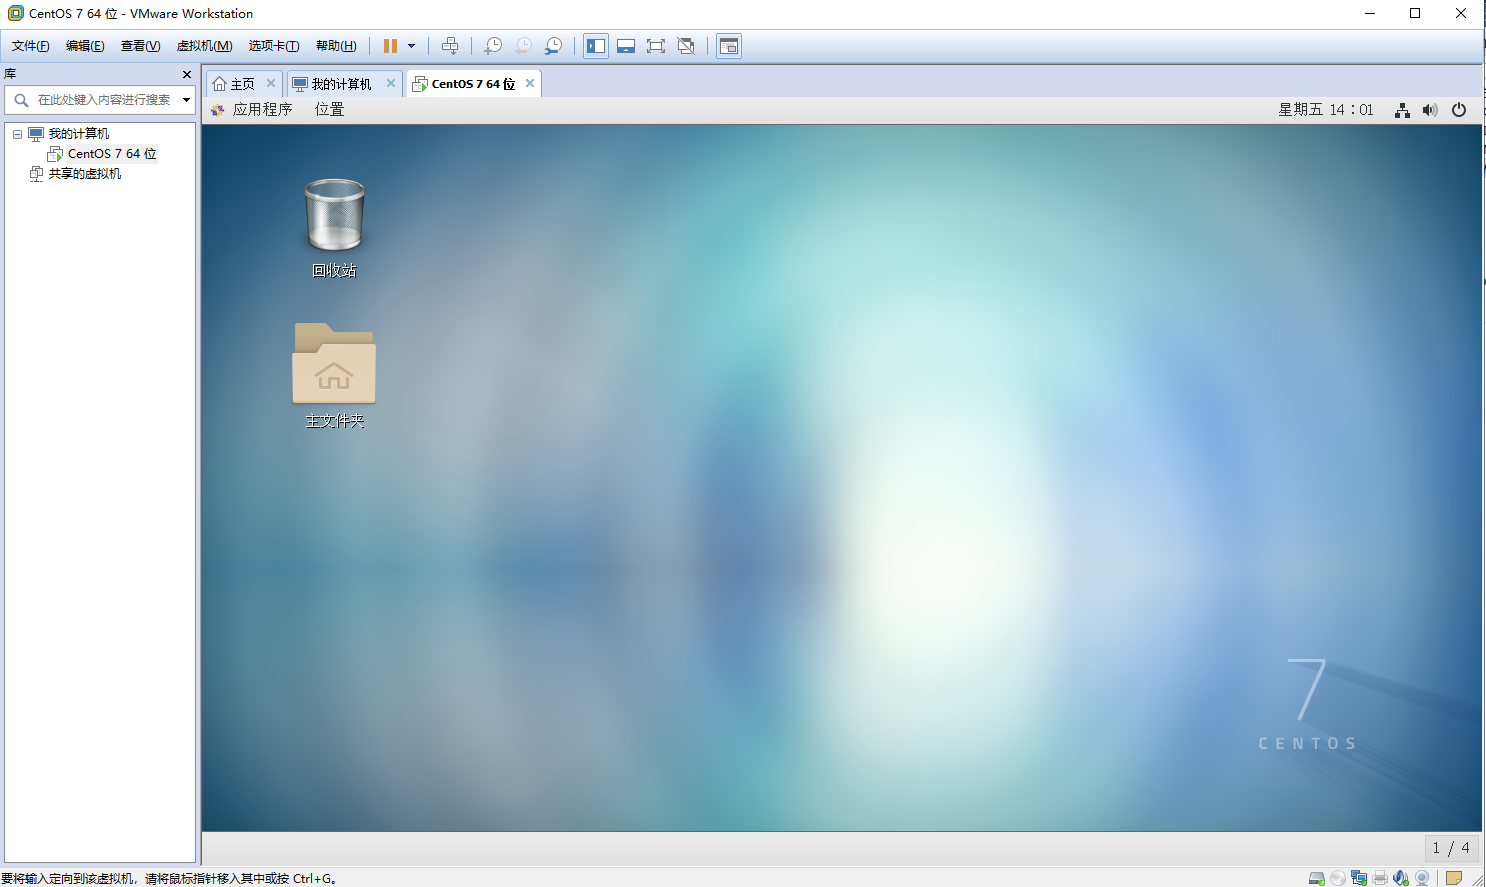 CentOS 7 64 位 - VMware Workstation
文件(F) 编辑(E) 查看(V) 虚拟机(M) 选项卡(T) 帮助(H)
库
在此处键入内容进行搜索
我的计算机
CentOS 7 64 位
共享的虚拟机
主页 我的计算机 CentOS 7 64 位
应用程序 位置 星期五 14：01
回收站
主文件夹
7
CENTOS
1 / 4
要将输入定向到该虚拟机，请将鼠标指针移入其中或按 Ctrl+G。